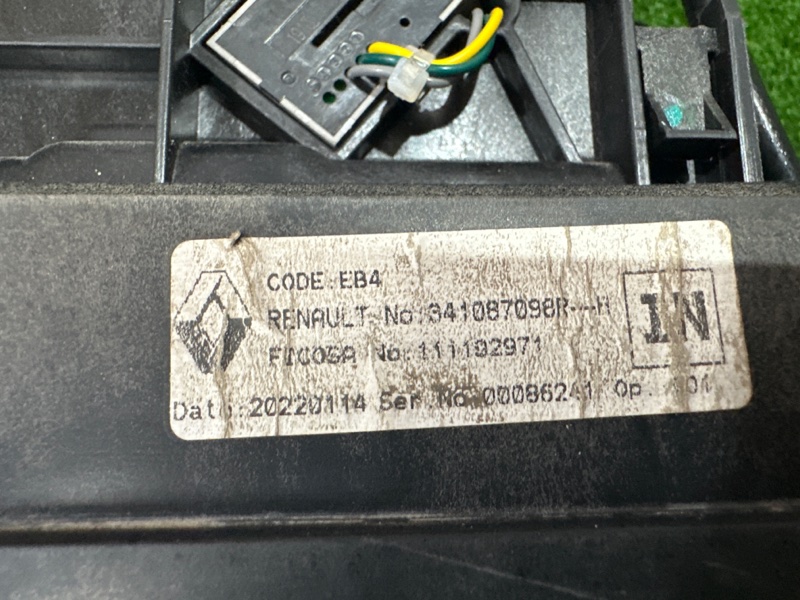 CODE:EB4
RENAULT No:341087098R---H
FICOSA No:111192971
Date:20220114 Ser No:00086241 Op.
IN